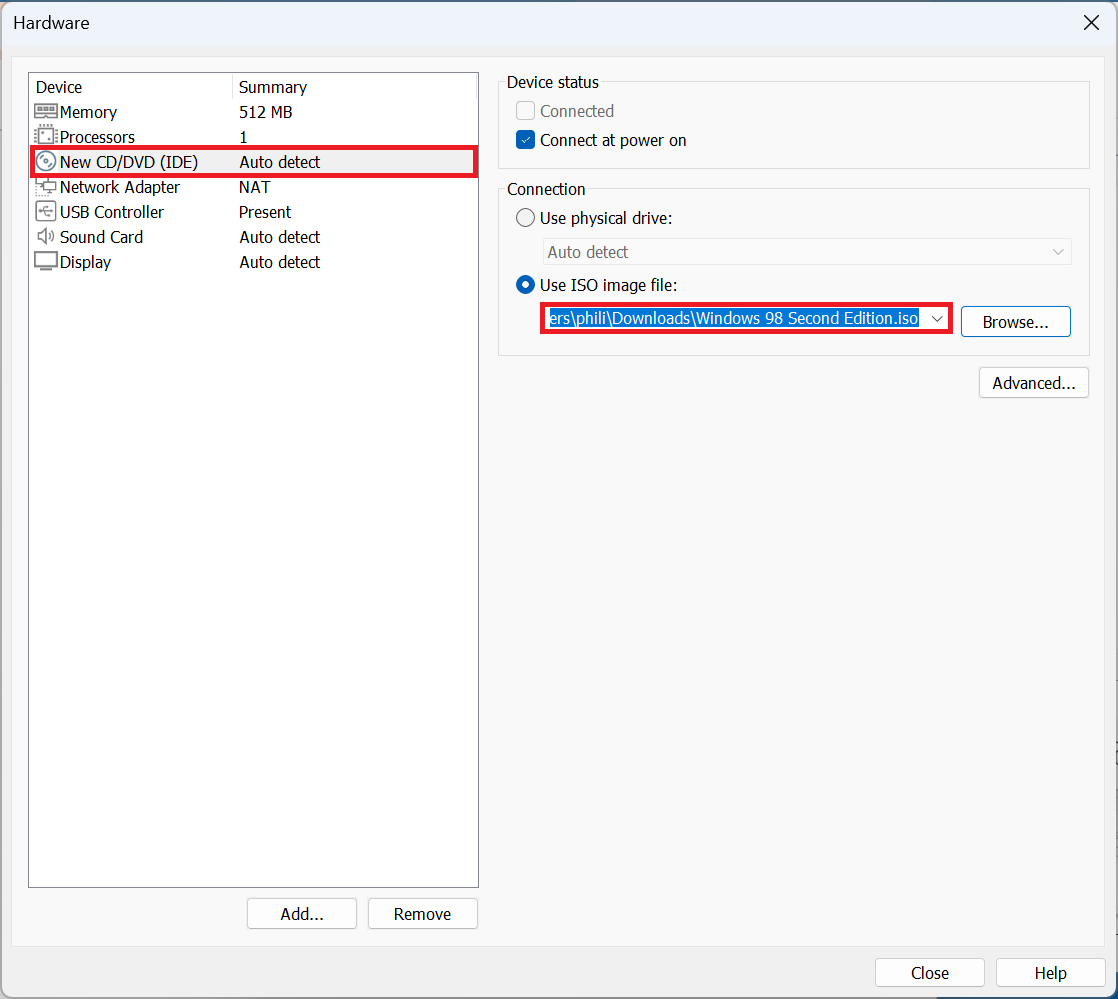 Hardware
Device Summary
Memory 512 MB
Processors 1
New CD/DVD (IDE) Auto detect
Network Adapter NAT
USB Controller Present
Sound Card Auto detect
Display Auto detect
Add... Remove
Device status
Connected
Connect at power on
Connection
Use physical drive:
Auto detect
Use ISO image file:
ers\phili\Downloads\Windows 98 Second Edition.iso Browse...
Advanced...
Close Help